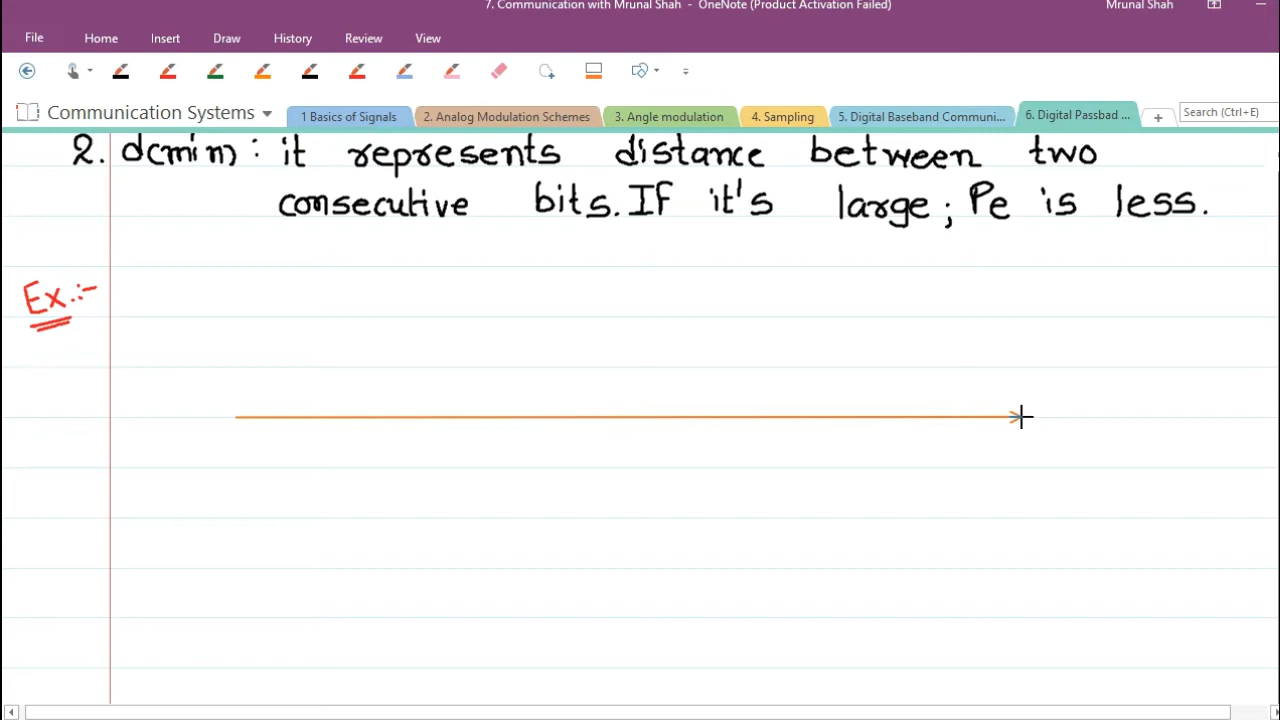 7. Communication with Mrunal Shah - OneNote (Product Activation Failed)
Mrunal Shah
File Home Insert Draw History Review View
Communication Systems
1 Basics of Signals
2. Analog Modulation Schemes
3. Angle modulation
4. Sampling
5. Digital Baseband Communi...
6. Digital Passbad ...
Search (Ctrl+E)
2. d(min) : it represents distance between two
consecutive bits. If it's large ; Pe is less.
Ex.:-